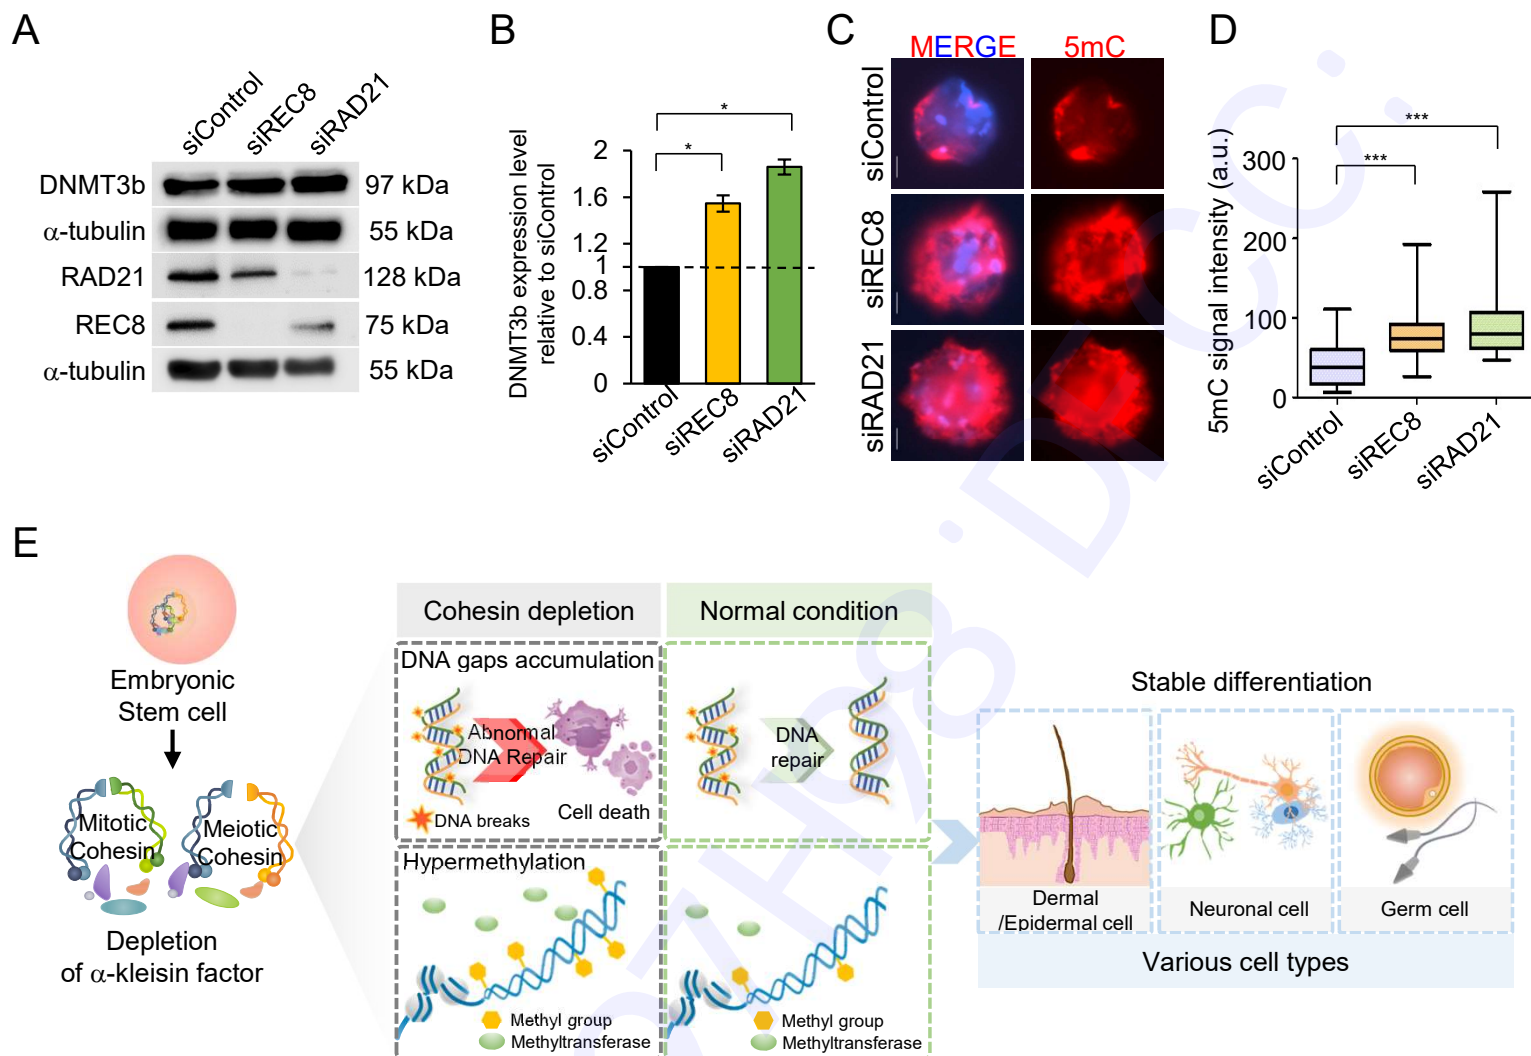 A
siControl
siREC8
siRAD21
DNMT3b
97 kDa
α-tubulin
55 kDa
RAD21
128 kDa
REC8
75 kDa
α-tubulin
55 kDa
B
*
*
DNMT3b expression level
relative to siControl
2
1.6
1.2
1
0.8
0.4
0
siControl
siREC8
siRAD21
C
MERGE
5mC
siControl
siREC8
siRAD21
D
***
***
5mC signal intensity (a.u.)
300
200
100
0
siControl
siREC8
siRAD21
E
Embryonic
Stem cell
Mitotic
Cohesin
Meiotic
Cohesin
Depletion
of α-kleisin factor
Cohesin depletion
Normal condition
DNA gaps accumulation
Abnormal
DNA Repair
Cell death
DNA breaks
DNA
repair
Hypermethylation
Methyl group
Methyltransferase
Methyl group
Methyltransferase
Stable differentiation
Dermal
/Epidermal cell
Neuronal cell
Germ cell
Various cell types